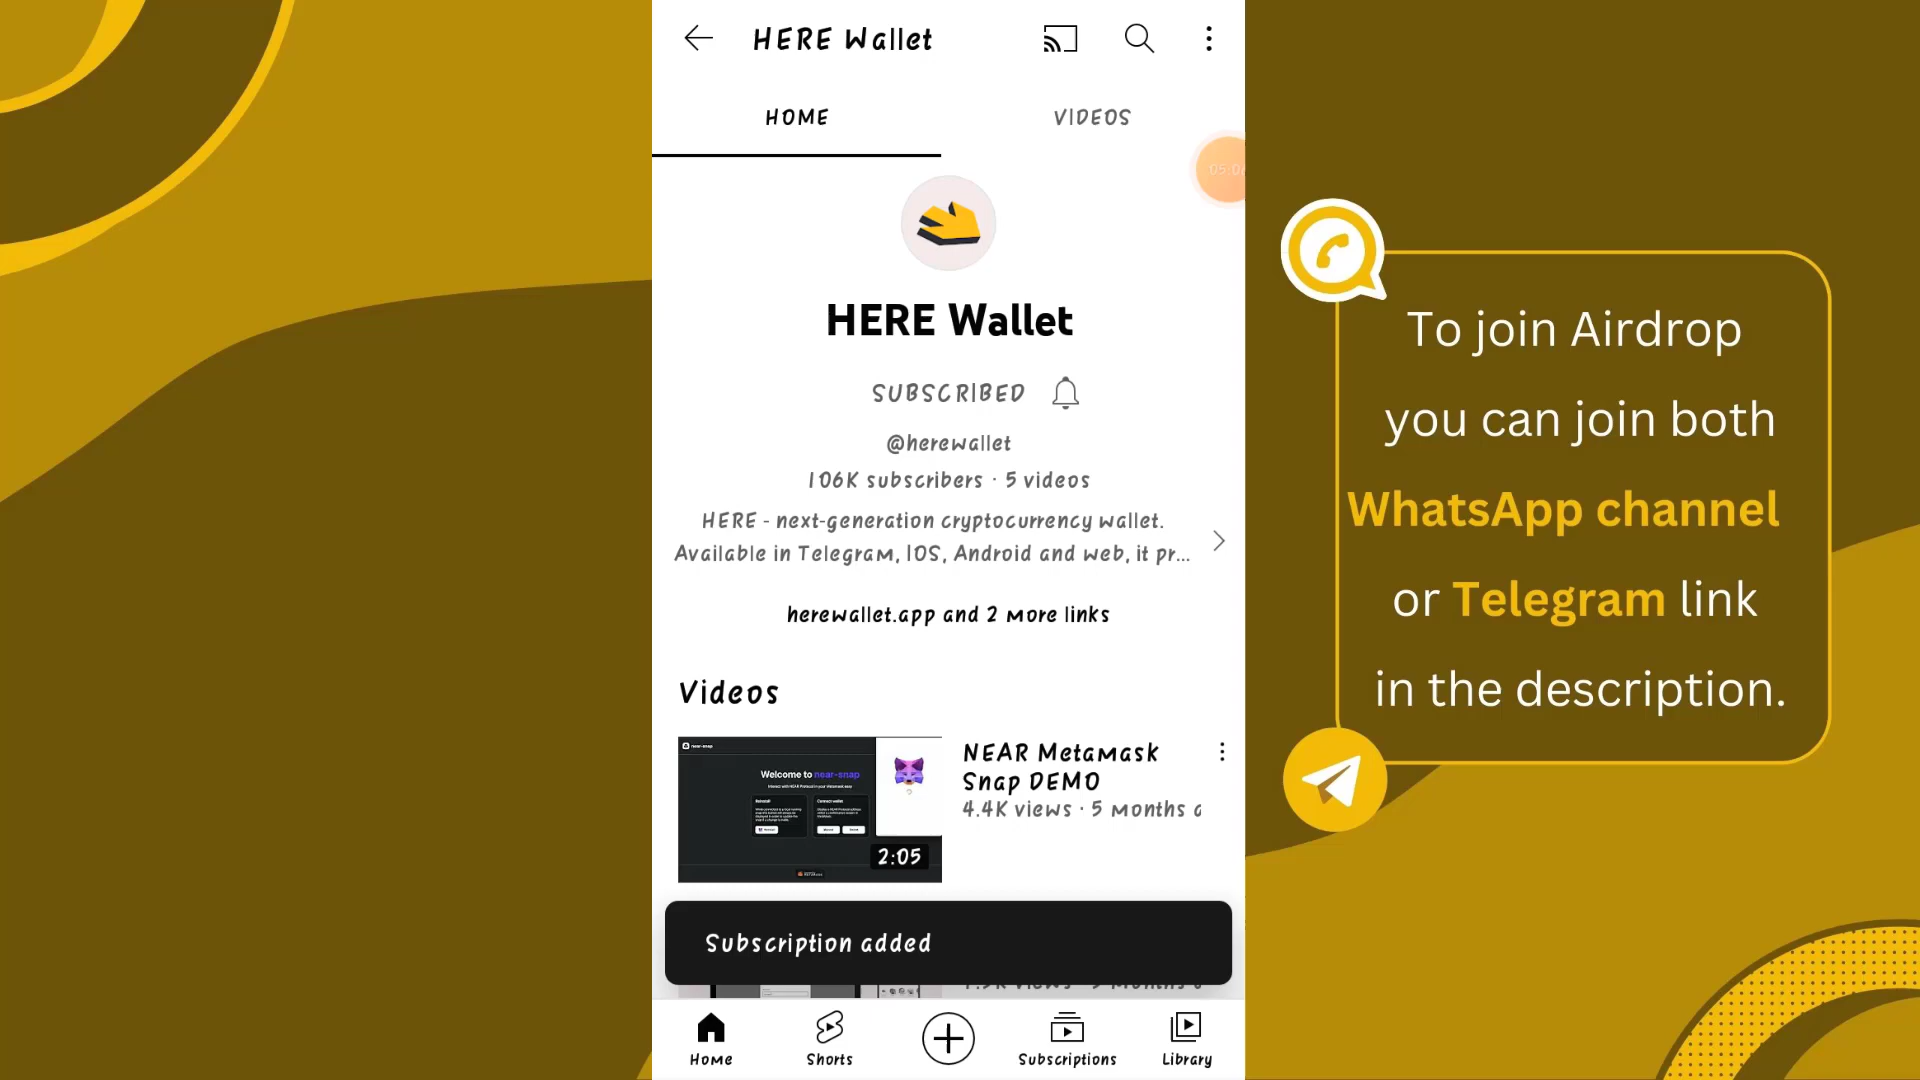 HERE Wallet
HOME
VIDEOS
HERE Wallet
SUBSCRIBED
@herewallet
106K subscribers · 5 videos
HERE - next-generation cryptocurrency wallet.
Available in Telegram, IOS, Android and web, it pr...
herewallet.app and 2 more links
Videos
near-snap
Welcome to near-snap
2:05
NEAR Metamask
Snap DEMO
4.4K views · 5 months
Subscription added
Home
Shorts
Subscriptions
Library
To join Airdrop
you can join both
WhatsApp channel
or Telegram link
in the description.